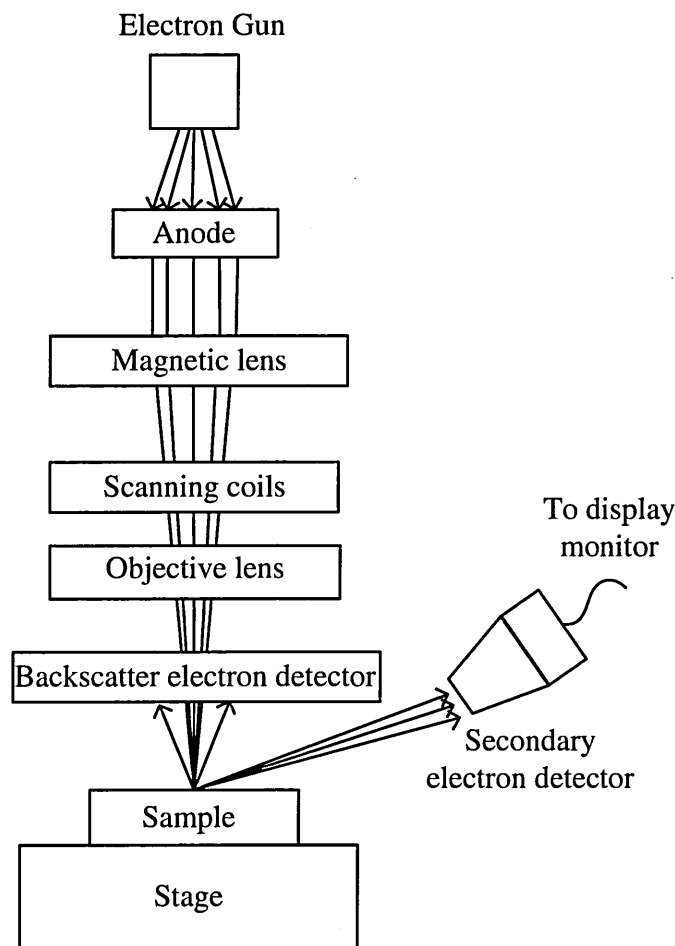 Electron Gun
Anode
Magnetic lens
Scanning coils
To display
monitor
Objective lens
Backscatter electron detector
Secondary
electron detector
Sample
Stage